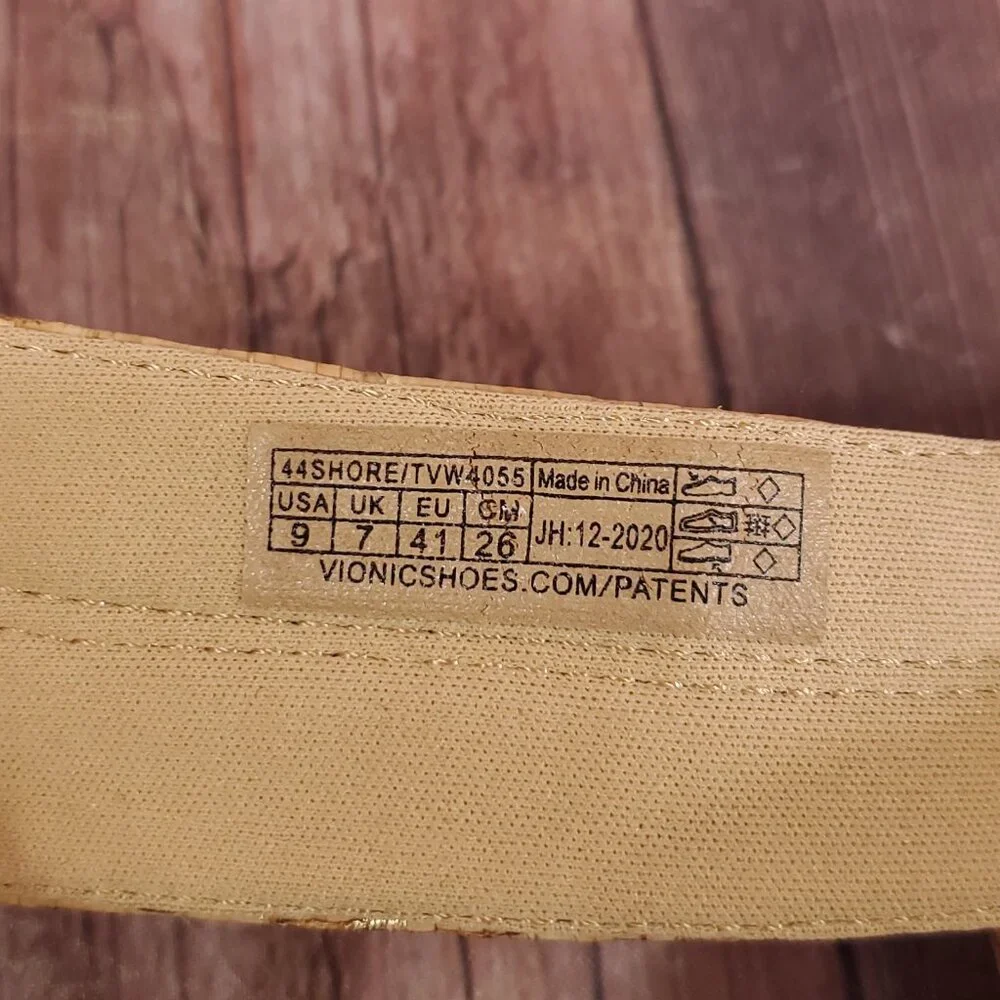 44SHORE/TVW4055 Made in China
USA UK EU CM
JH:12-2020
9 7 41 26
VIONICSHOES.COM/PATENTS